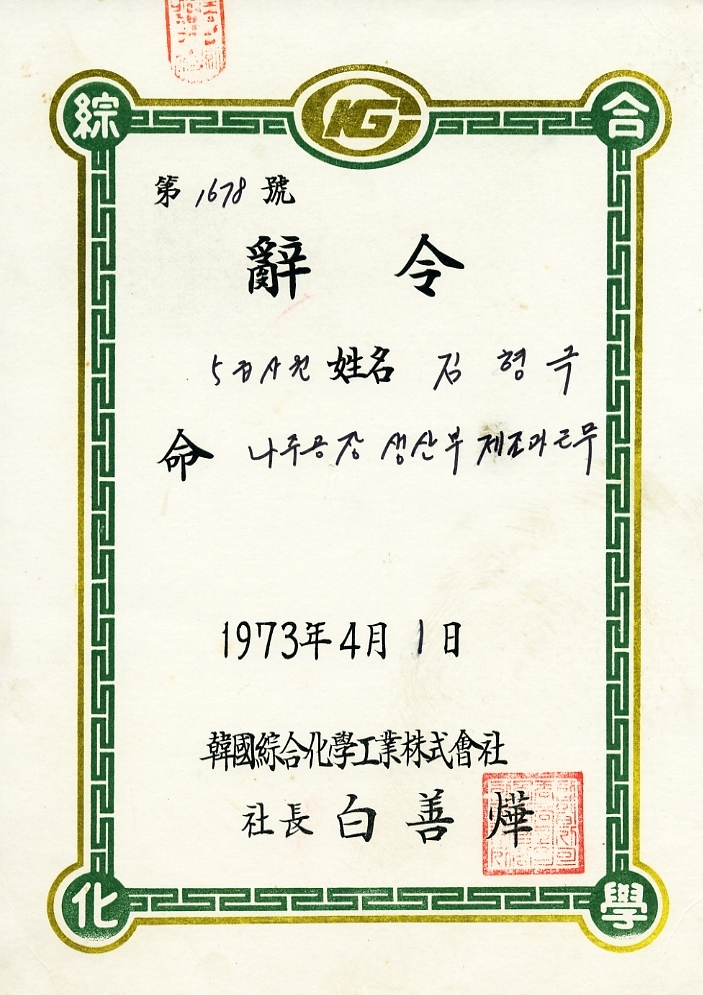 綜 合
第 1678 號
辭 令
5급사원 姓名 김 형 극
命 나주공장 생산부 제조과근무
1973年 4月 1日
韓國綜合化學工業株式會社
社長 白善燁
化 學